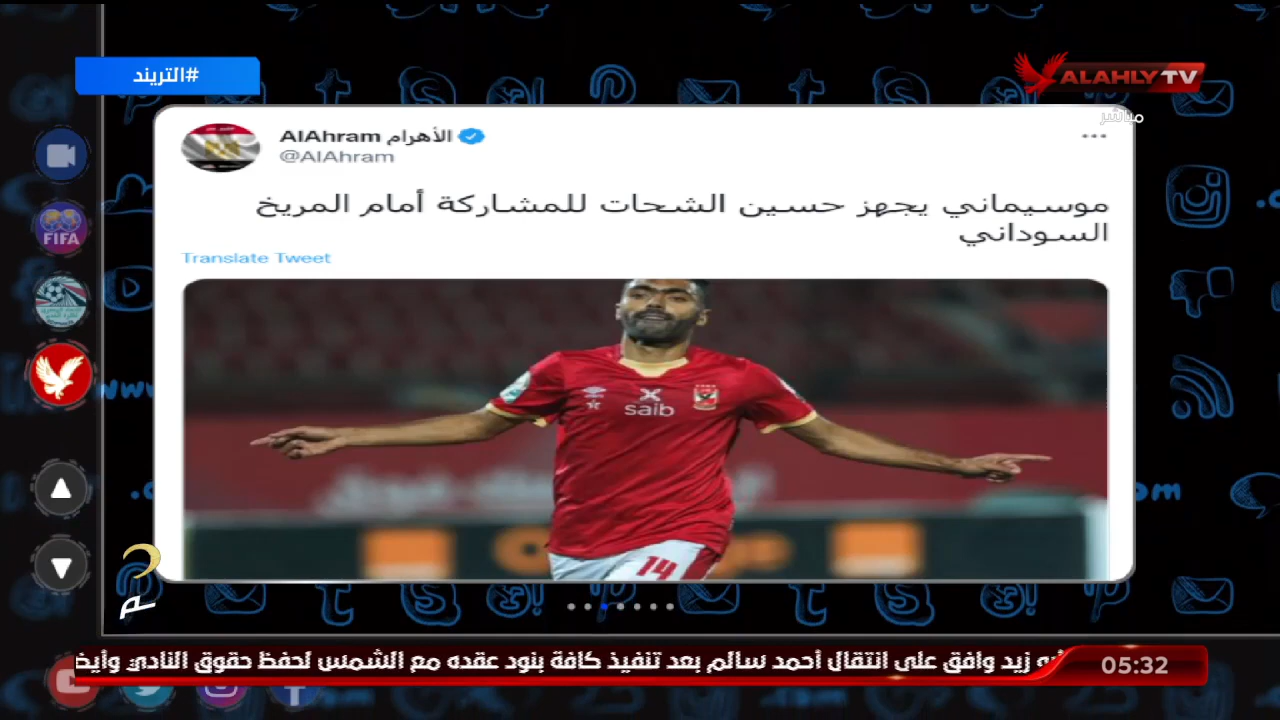 #التريند
ALAHLY TV
مباشر
AlAhram الأهرام
@AlAhram
موسيماني يجهز حسين الشحات للمشاركة أمام المريخ
السوداني
Translate Tweet
FIFA
saib
14
زيد وافق على انتقال أحمد سالم بعد تنفيذ كافة بنود عقده مع الشمس لحفظ حقوق النادي
05:32